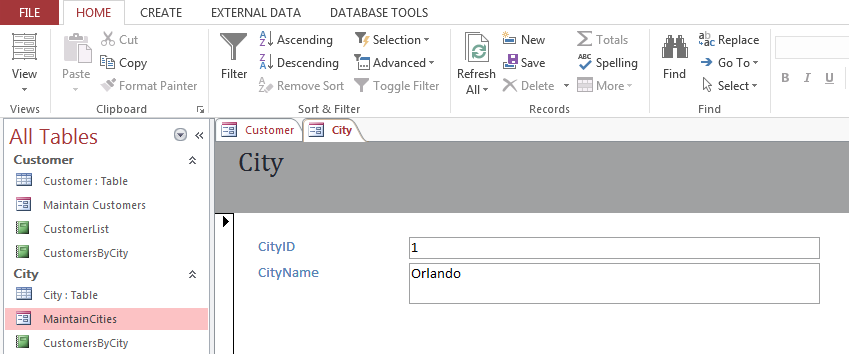 FILE HOME CREATE EXTERNAL DATA DATABASE TOOLS
View
Views
Paste
Cut
Copy
Format Painter
Clipboard
Filter
Ascending
Descending
Remove Sort
Selection
Advanced
Toggle Filter
Sort & Filter
Refresh
All
New
Save
Delete
Totals
Spelling
More
Records
Find
Replace
Go To
Select
Find
B I U
All Tables
Customer
Customer : Table
Maintain Customers
CustomerList
CustomersByCity
City
City : Table
MaintainCities
CustomersByCity
Customer City
City
CityID 1
CityName Orlando